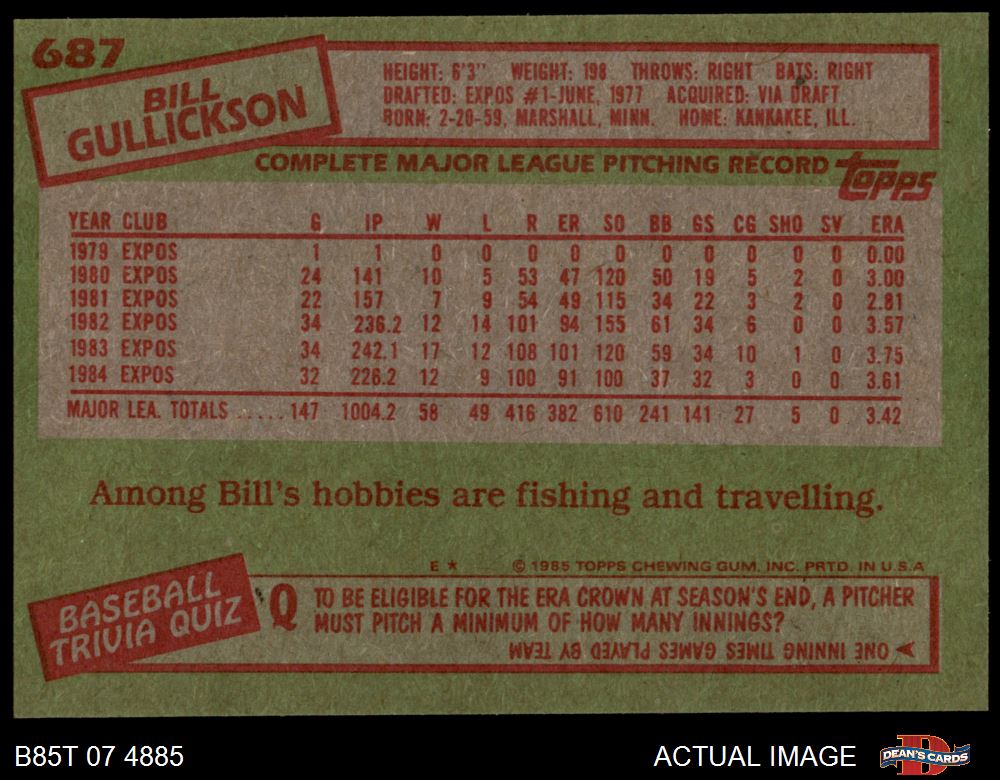 687
BILL
GULLICKSON
HEIGHT: 6'3" WEIGHT: 198 THROWS: RIGHT BATS: RIGHT
DRAFTED: EXPOS #1-JUNE, 1977 ACQUIRED: VIA DRAFT
BORN: 2-20-59, MARSHALL, MINN. HOME: KANKAKEE, ILL.
COMPLETE MAJOR LEAGUE PITCHING RECORD topps
YEAR CLUB G IP W L R ER SO BB GS CG SHO SV ERA
1979 EXPOS 1 1 0 0 0 0 0 0 0 0 0 0 0.00
1980 EXPOS 24 141 10 5 53 47 120 50 19 5 2 0 3.00
1981 EXPOS 22 157 7 9 54 49 115 34 22 3 2 0 2.81
1982 EXPOS 34 236.2 12 14 101 94 155 61 34 6 0 0 3.57
1983 EXPOS 34 242.1 17 12 108 101 120 59 34 10 1 0 3.75
1984 EXPOS 32 226.2 12 9 100 91 100 37 32 3 0 0 3.61
MAJOR LEA. TOTALS ..... 147 1004.2 58 49 416 382 610 241 141 27 5 0 3.42
Among Bill's hobbies are fishing and travelling.
E * © 1985 TOPPS CHEWING GUM, INC. PRTD. IN U.S.A
BASEBALL
TRIVIA QUIZ
Q TO BE ELIGIBLE FOR THE ERA CROWN AT SEASON'S END, A PITCHER
MUST PITCH A MINIMUM OF HOW MANY INNINGS?
ONE INNING TIMES GAMES PLAYED BY TEAM
B85T 07 4885
ACTUAL IMAGE
D
DEAN'S CARDS